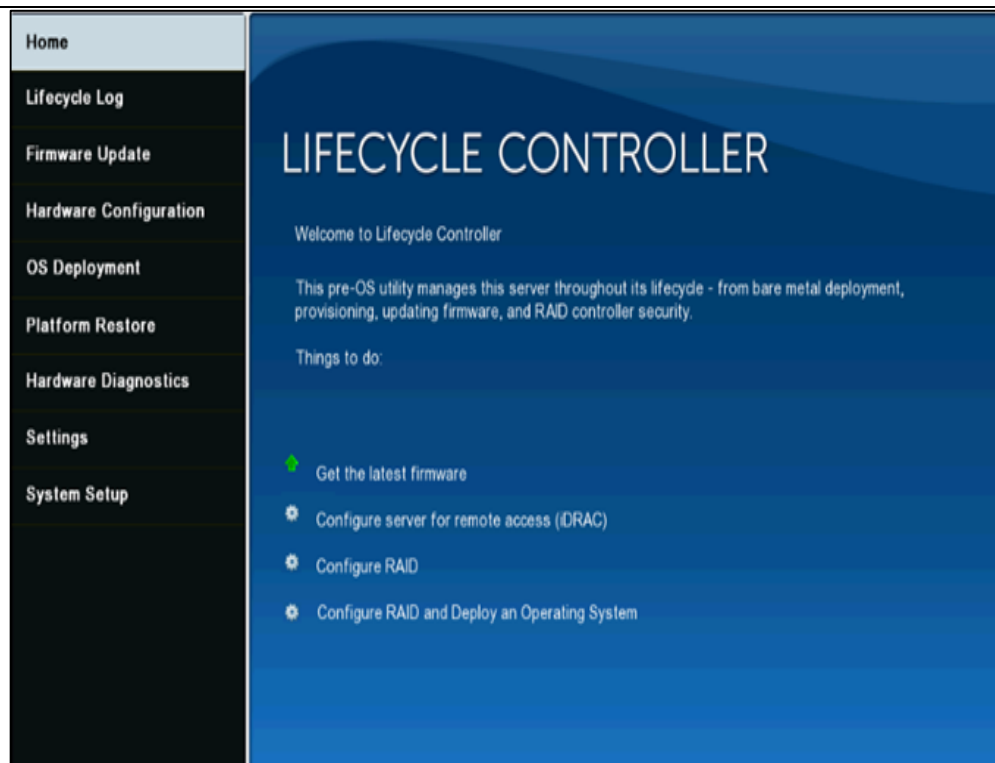 Home
Lifecycle Log
Firmware Update
Hardware Configuration
OS Deployment
Platform Restore
Hardware Diagnostics
Settings
System Setup
LIFECYCLE CONTROLLER
Welcome to Lifecycle Controller
This pre-OS utility manages this server throughout its lifecycle - from bare metal deployment,
provisioning, updating firmware, and RAID controller security.
Things to do:
Get the latest firmware
Configure server for remote access (iDRAC)
Configure RAID
Configure RAID and Deploy an Operating System